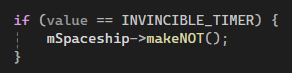 if (value == INVINCIBLE_TIMER) {
    mSpaceship->makeNOT();
}